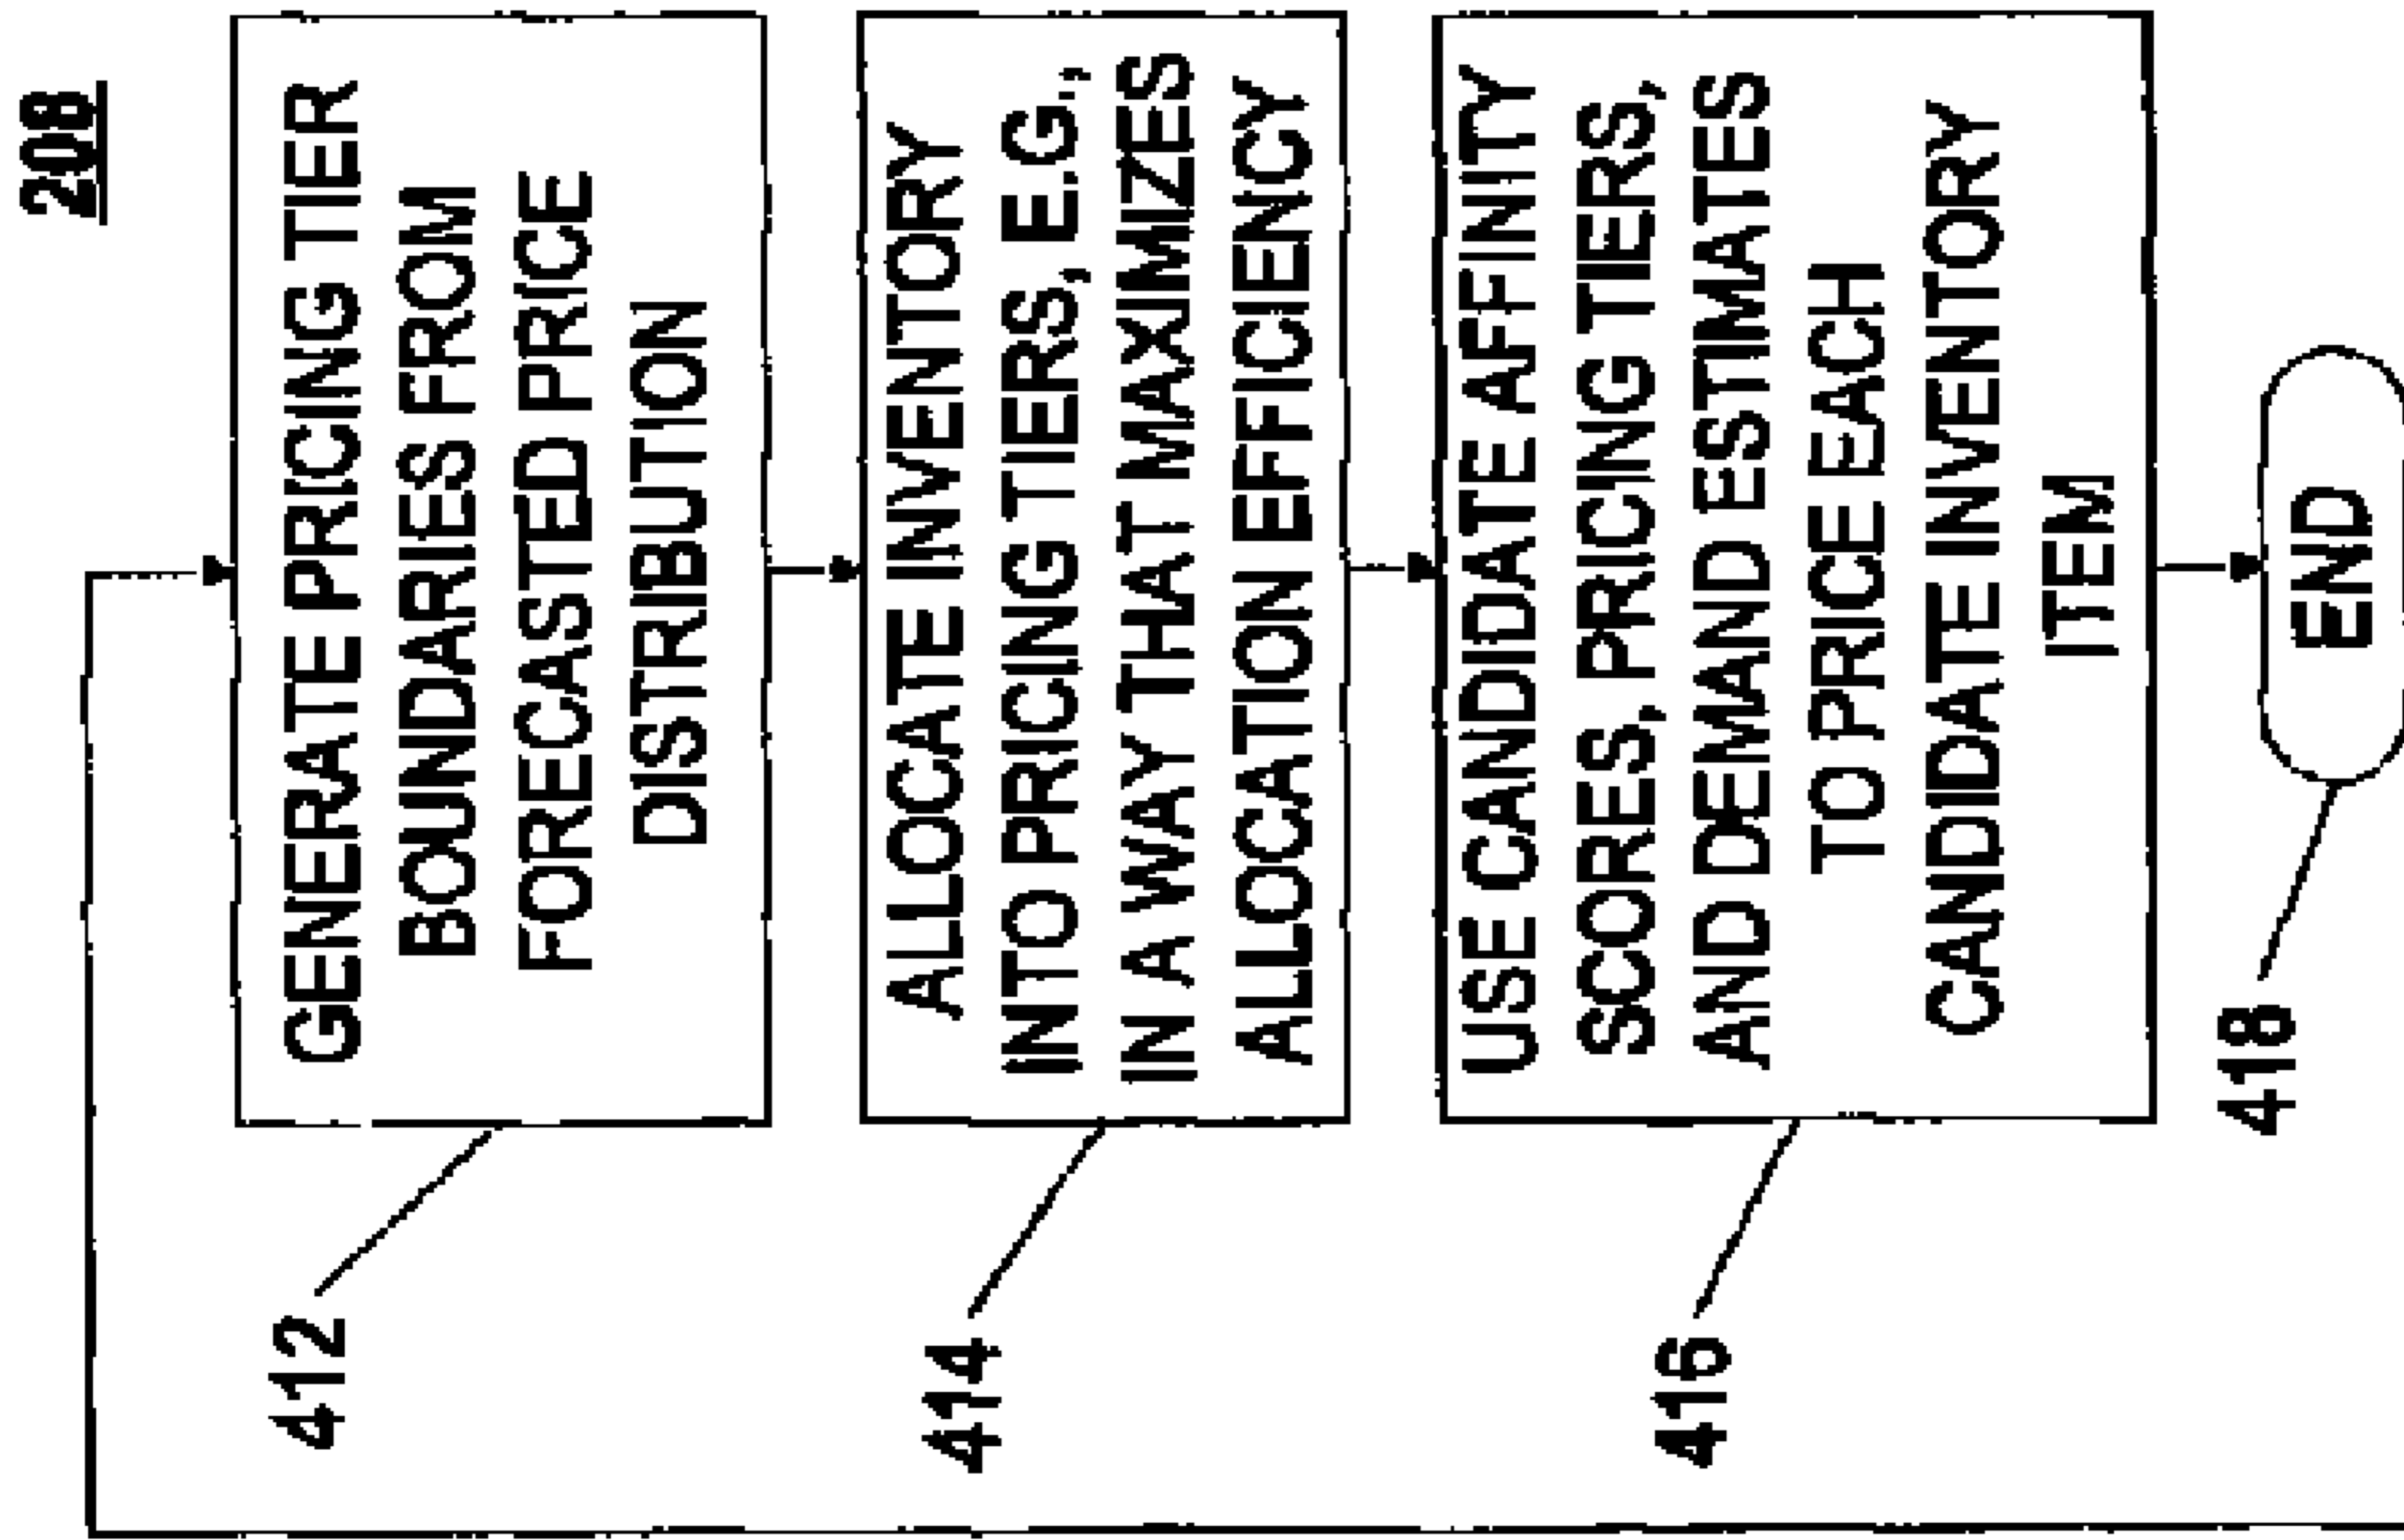 208
412
GENERATE PRICING TIER
BOUNDARIES FROM
FORECASTED PRICE
DISTRIBUTION
414
ALLOCATE INVENTORY
INTO PRICING TIERS, E.G.,
IN A WAY THAT MAXIMIZES
ALLOCATION EFFICIENCY
416
USE CANDIDATE AFFINITY
SCORES, PRICING TIERS,
AND DEMAND ESTIMATES
TO PRICE EACH
CANDIDATE INVENTORY
ITEM
418
END